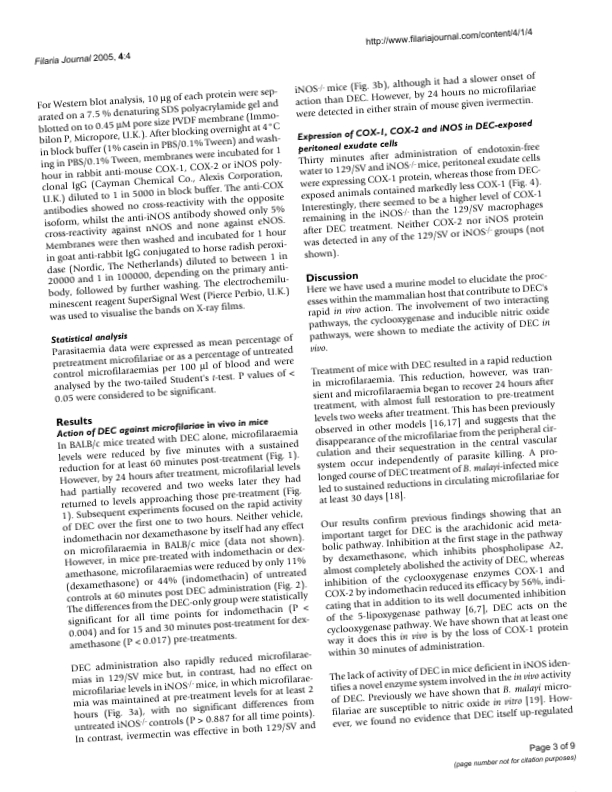 http://www.filariajournal.com/content/4/1/4
Filaria Journal 2005, 4:4
For Western blot analysis, 10 μg of each protein were sep-
arated on a 7.5 % denaturing SDS polyacrylamide gel and
blotted on to 0.45 μM pore size PVDF membrane (Immo-
bilon P, Micropore, U.K.). After blocking overnight at 4°C
in block buffer (1% casein in PBS/0.1% Tween) and wash-
ing in PBS/0.1% Tween, membranes were incubated for 1
hour in rabbit anti-mouse COX-1, COX-2 or iNOS poly-
clonal IgG (Cayman Chemical Co., Alexis Corporation,
U.K.) diluted to 1 in 5000 in block buffer. The anti-COX
antibodies showed no cross-reactivity with the opposite
isoform, whilst the anti-iNOS antibody showed only 5%
cross-reactivity against nNOS and none against eNOS.
Membranes were then washed and incubated for 1 hour
in goat anti-rabbit IgG conjugated to horse radish peroxi-
dase (Nordic, The Netherlands) diluted to between 1 in
20000 and 1 in 100000, depending on the primary anti-
body, followed by further washing. The electrochemilu-
minescent reagent SuperSignal West (Pierce Perbio, U.K.)
was used to visualise the bands on X-ray films.
Statistical analysis
Parasitaemia data were expressed as mean percentage of
pretreatment microfilariae or as a percentage of untreated
control microfilaraemias per 100 μl of blood and were
analysed by the two-tailed Student's t-test. P values of <
0.05 were considered to be significant.
Results
Action of DEC against microfilariae in vivo in mice
In BALB/c mice treated with DEC alone, microfilaraemia
levels were reduced by five minutes with a sustained
reduction for at least 60 minutes post-treatment (Fig. 1).
However, by 24 hours after treatment, microfilarial levels
had partially recovered and two weeks later they had
returned to levels approaching those pre-treatment (Fig.
1). Subsequent experiments focused on the rapid activity
of DEC over the first one to two hours. Neither vehicle,
indomethacin nor dexamethasone by itself had any effect
on microfilaraemia in BALB/c mice (data not shown).
However, in mice pre-treated with indomethacin or dex-
amethasone, microfilaraemias were reduced by only 11%
(dexamethasone) or 44% (indomethacin) of untreated
controls at 60 minutes post DEC administration (Fig. 2).
The differences from the DEC-only group were statistically
significant for all time points for indomethacin (P <
0.004) and for 15 and 30 minutes post-treatment for dex-
amethasone (P < 0.017) pre-treatments.
DEC administration also rapidly reduced microfilarae-
mias in 129/SV mice but, in contrast, had no effect on
microfilariae levels in iNOS-/- mice, in which microfilarae-
mia was maintained at pre-treatment levels for at least 2
hours (Fig. 3a), with no significant differences from
untreated iNOS-/- controls (P > 0.887 for all time points).
In contrast, ivermectin was effective in both 129/SV and
iNOS-/- mice (Fig. 3b), although it had a slower onset of
action than DEC. However, by 24 hours no microfilariae
were detected in either strain of mouse given ivermectin.
Expression of COX-1, COX-2 and iNOS in DEC-exposed
peritoneal exudate cells
Thirty minutes after administration of endotoxin-free
water to 129/SV and iNOS-/- mice, peritoneal exudate cells
were expressing COX-1 protein, whereas those from DEC-
exposed animals contained markedly less COX-1 (Fig. 4).
Interestingly, there seemed to be a higher level of COX-1
remaining in the iNOS-/- than the 129/SV macrophages
after DEC treatment. Neither COX-2 nor iNOS protein
was detected in any of the 129/SV or iNOS-/- groups (not
shown).
Discussion
Here we have used a murine model to elucidate the proc-
esses within the mammalian host that contribute to DEC's
rapid in vivo action. The involvement of two interacting
pathways, the cyclooxygenase and inducible nitric oxide
pathways, were shown to mediate the activity of DEC in
vivo.
Treatment of mice with DEC resulted in a rapid reduction
in microfilaraemia. This reduction, however, was tran-
sient and microfilaraemia began to recover 24 hours after
treatment, with almost full restoration to pre-treatment
levels two weeks after treatment. This has been previously
observed in other models [16,17] and suggests that the
disappearance of the microfilariae from the peripheral cir-
culation and their sequestration in the central vascular
system occur independently of parasite killing. A pro-
longed course of DEC treatment of B. malayi-infected mice
led to sustained reductions in circulating microfilariae for
at least 30 days [18].
Our results confirm previous findings showing that an
important target for DEC is the arachidonic acid meta-
bolic pathway. Inhibition at the first stage in the pathway
by dexamethasone, which inhibits phospholipase A2,
almost completely abolished the activity of DEC, whereas
inhibition of the cyclooxygenase enzymes COX-1 and
COX-2 by indomethacin reduced its efficacy by 56%, indi-
cating that in addition to its well documented inhibition
of the 5-lipoxygenase pathway [6,7], DEC acts on the
cyclooxygenase pathway. We have shown that at least one
way it does this in vivo is by the loss of COX-1 protein
within 30 minutes of administration.
The lack of activity of DEC in mice deficient in iNOS iden-
tifies a novel enzyme system involved in the in vivo activity
of DEC. Previously we have shown that B. malayi micro-
filariae are susceptible to nitric oxide in vitro [19]. How-
ever, we found no evidence that DEC itself up-regulated
Page 3 of 9
(page number not for citation purposes)